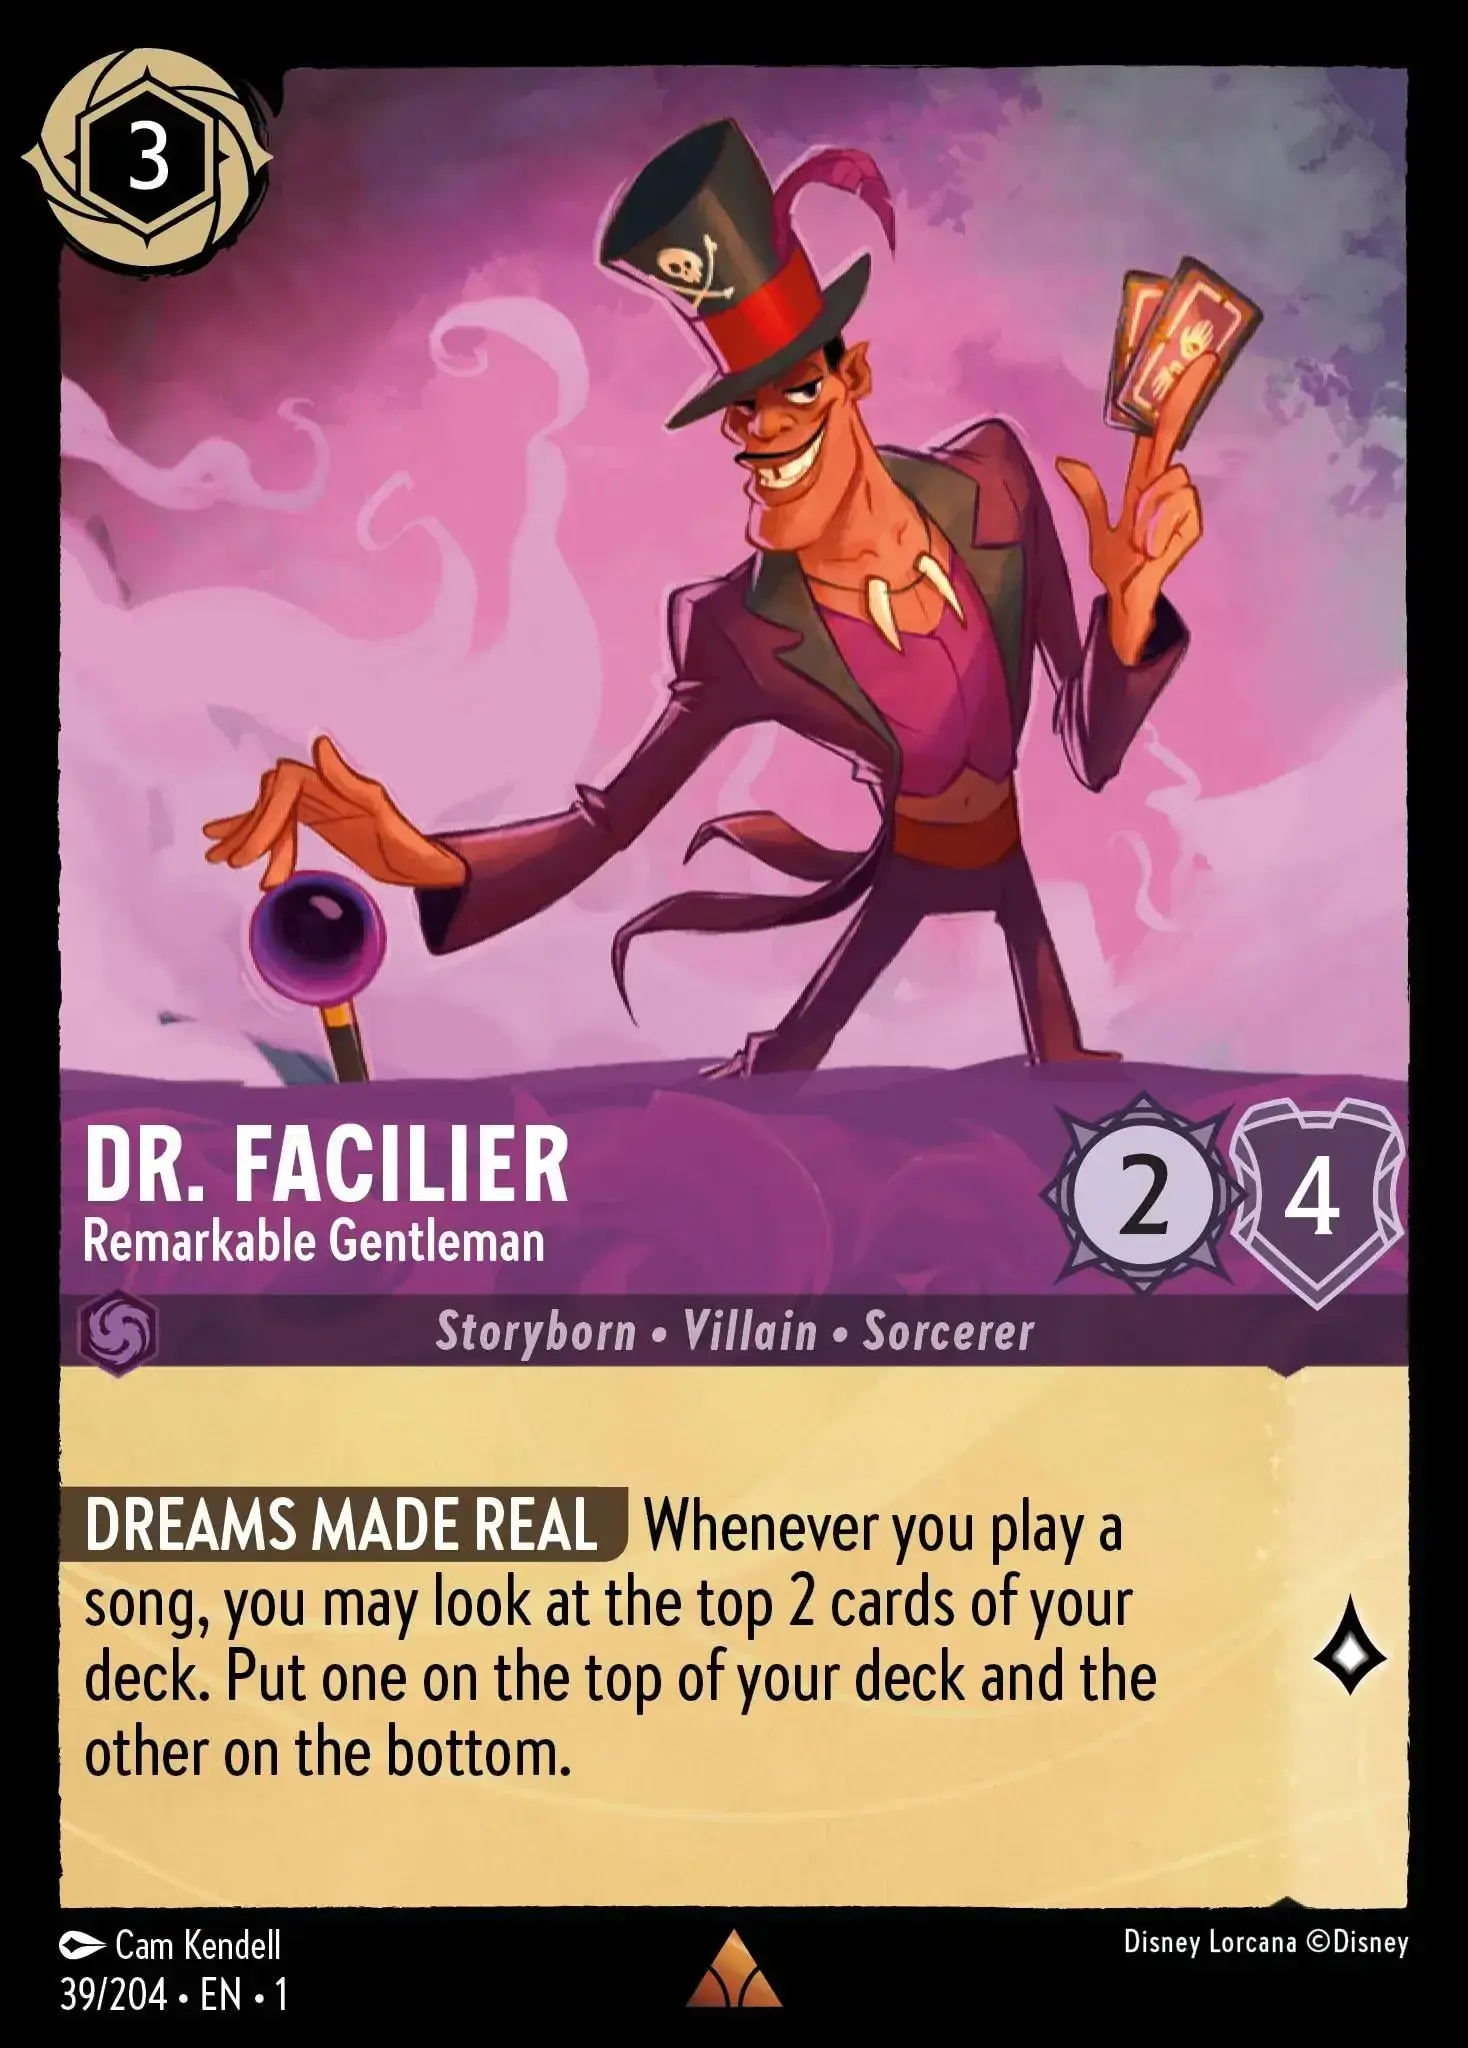 3
DR. FACILIER
Remarkable Gentleman
2
4
Storyborn • Villain • Sorcerer
DREAMS MADE REAL Whenever you play a
song, you may look at the top 2 cards of your
deck. Put one on the top of your deck and the
other on the bottom.
Cam Kendell
39/204 • EN • 1
Disney Lorcana ©Disney